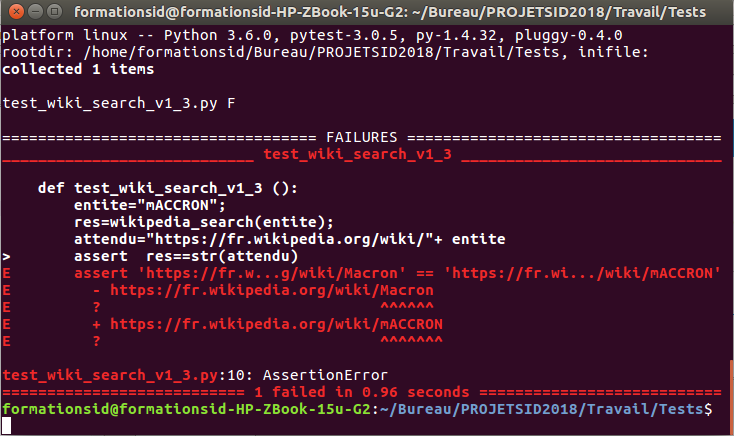 formationsid@formationsid-HP-ZBook-15u-G2: ~/Bureau/PROJETSID2018/Travail/Tests
platform linux -- Python 3.6.0, pytest-3.0.5, py-1.4.32, pluggy-0.4.0
rootdir: /home/formationsid/Bureau/PROJETSID2018/Travail/Tests, inifile:
collected 1 items

test_wiki_search_v1_3.py F

=================================== FAILURES ===================================
____________________________ test_wiki_search_v1_3 _____________________________

    def test_wiki_search_v1_3 ():
        entite="mACCRON";
        res=wikipedia_search(entite);
        attendu="https://fr.wikipedia.org/wiki/"+ entite
>       assert  res==str(attendu)
E       assert 'https://fr.w...g/wiki/Macron' == 'https://fr.wi.../wiki/mACCRON'
E         - https://fr.wikipedia.org/wiki/Macron
E         ?                               ^^^^^^
E         + https://fr.wikipedia.org/wiki/mACCRON
E         ?                               ^^^^^^^

test_wiki_search_v1_3.py:10: AssertionError
=========================== 1 failed in 0.96 seconds ===========================
formationsid@formationsid-HP-ZBook-15u-G2:~/Bureau/PROJETSID2018/Travail/Tests$